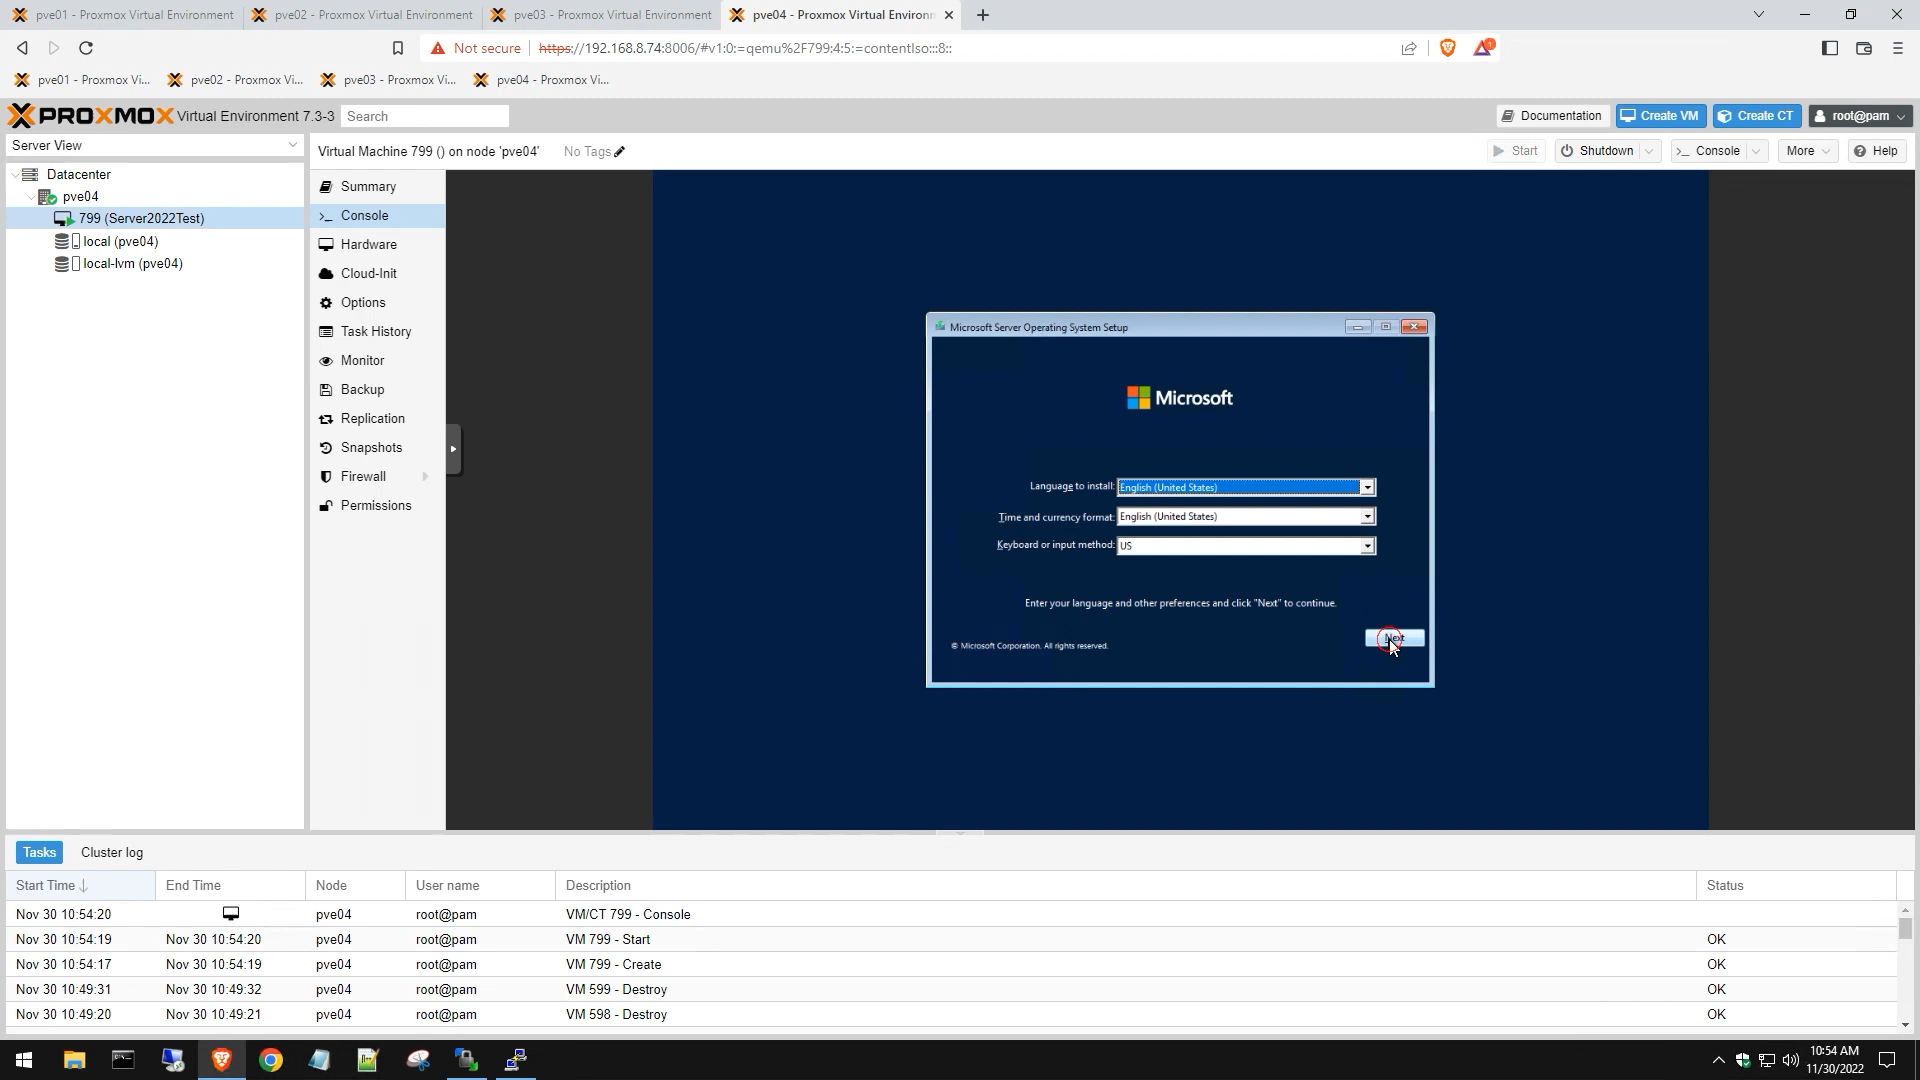 pve01 - Proxmox Virtual Environment
pve02 - Proxmox Virtual Environment
pve03 - Proxmox Virtual Environment
pve04 - Proxmox Virtual Environm
Not secure
https://192.168.8.74:8006/#v1:0:=qemu%2F799:4:5:=contentIso:::8::
1
pve01 - Proxmox Vi...
pve02 - Proxmox Vi...
pve03 - Proxmox Vi...
pve04 - Proxmox Vi...
PROXMOX Virtual Environment 7.3-3
Search
Documentation
Create VM
Create CT
root@pam
Server View
Virtual Machine 799 () on node 'pve04'
No Tags
Start
Shutdown
Console
More
Help
Datacenter
pve04
799 (Server2022Test)
local (pve04)
local-lvm (pve04)
Summary
Console
Hardware
Cloud-Init
Options
Task History
Monitor
Backup
Replication
Snapshots
Firewall
Permissions
Microsoft Server Operating System Setup
Microsoft
Language to install: English (United States)
Time and currency format: English (United States)
Keyboard or input method: US
Enter your language and other preferences and click "Next" to continue.
Next
© Microsoft Corporation. All rights reserved.
Tasks
Cluster log
Start Time End Time Node User name Description Status
Nov 30 10:54:20 pve04 root@pam VM/CT 799 - Console
Nov 30 10:54:19 Nov 30 10:54:20 pve04 root@pam VM 799 - Start OK
Nov 30 10:54:17 Nov 30 10:54:19 pve04 root@pam VM 799 - Create OK
Nov 30 10:49:31 Nov 30 10:49:32 pve04 root@pam VM 599 - Destroy OK
Nov 30 10:49:20 Nov 30 10:49:21 pve04 root@pam VM 598 - Destroy OK
10:54 AM
11/30/2022